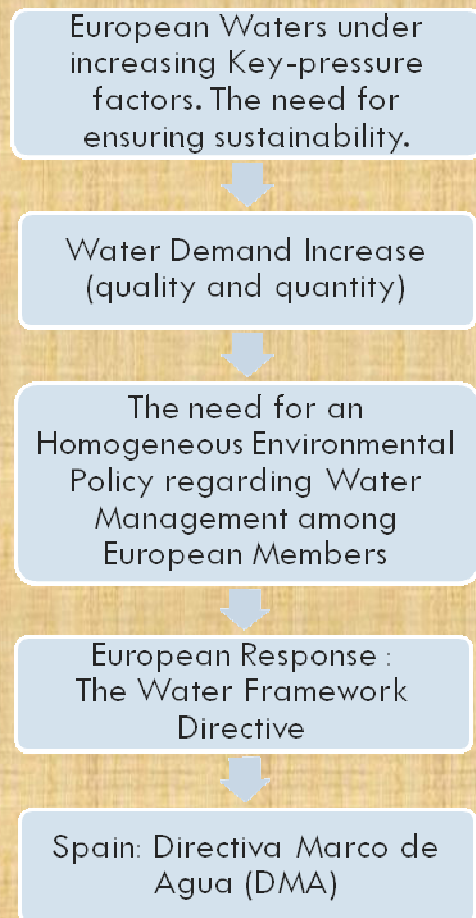 European Waters under
increasing Key-pressure
factors. The need for
ensuring sustainability.
Water Demand Increase
(quality and quantity)
The need for an
Homogeneous Environmental
Policy regarding Water
Management among
European Members
European Response :
The Water Framework
Directive
Spain: Directiva Marco de
Agua (DMA)